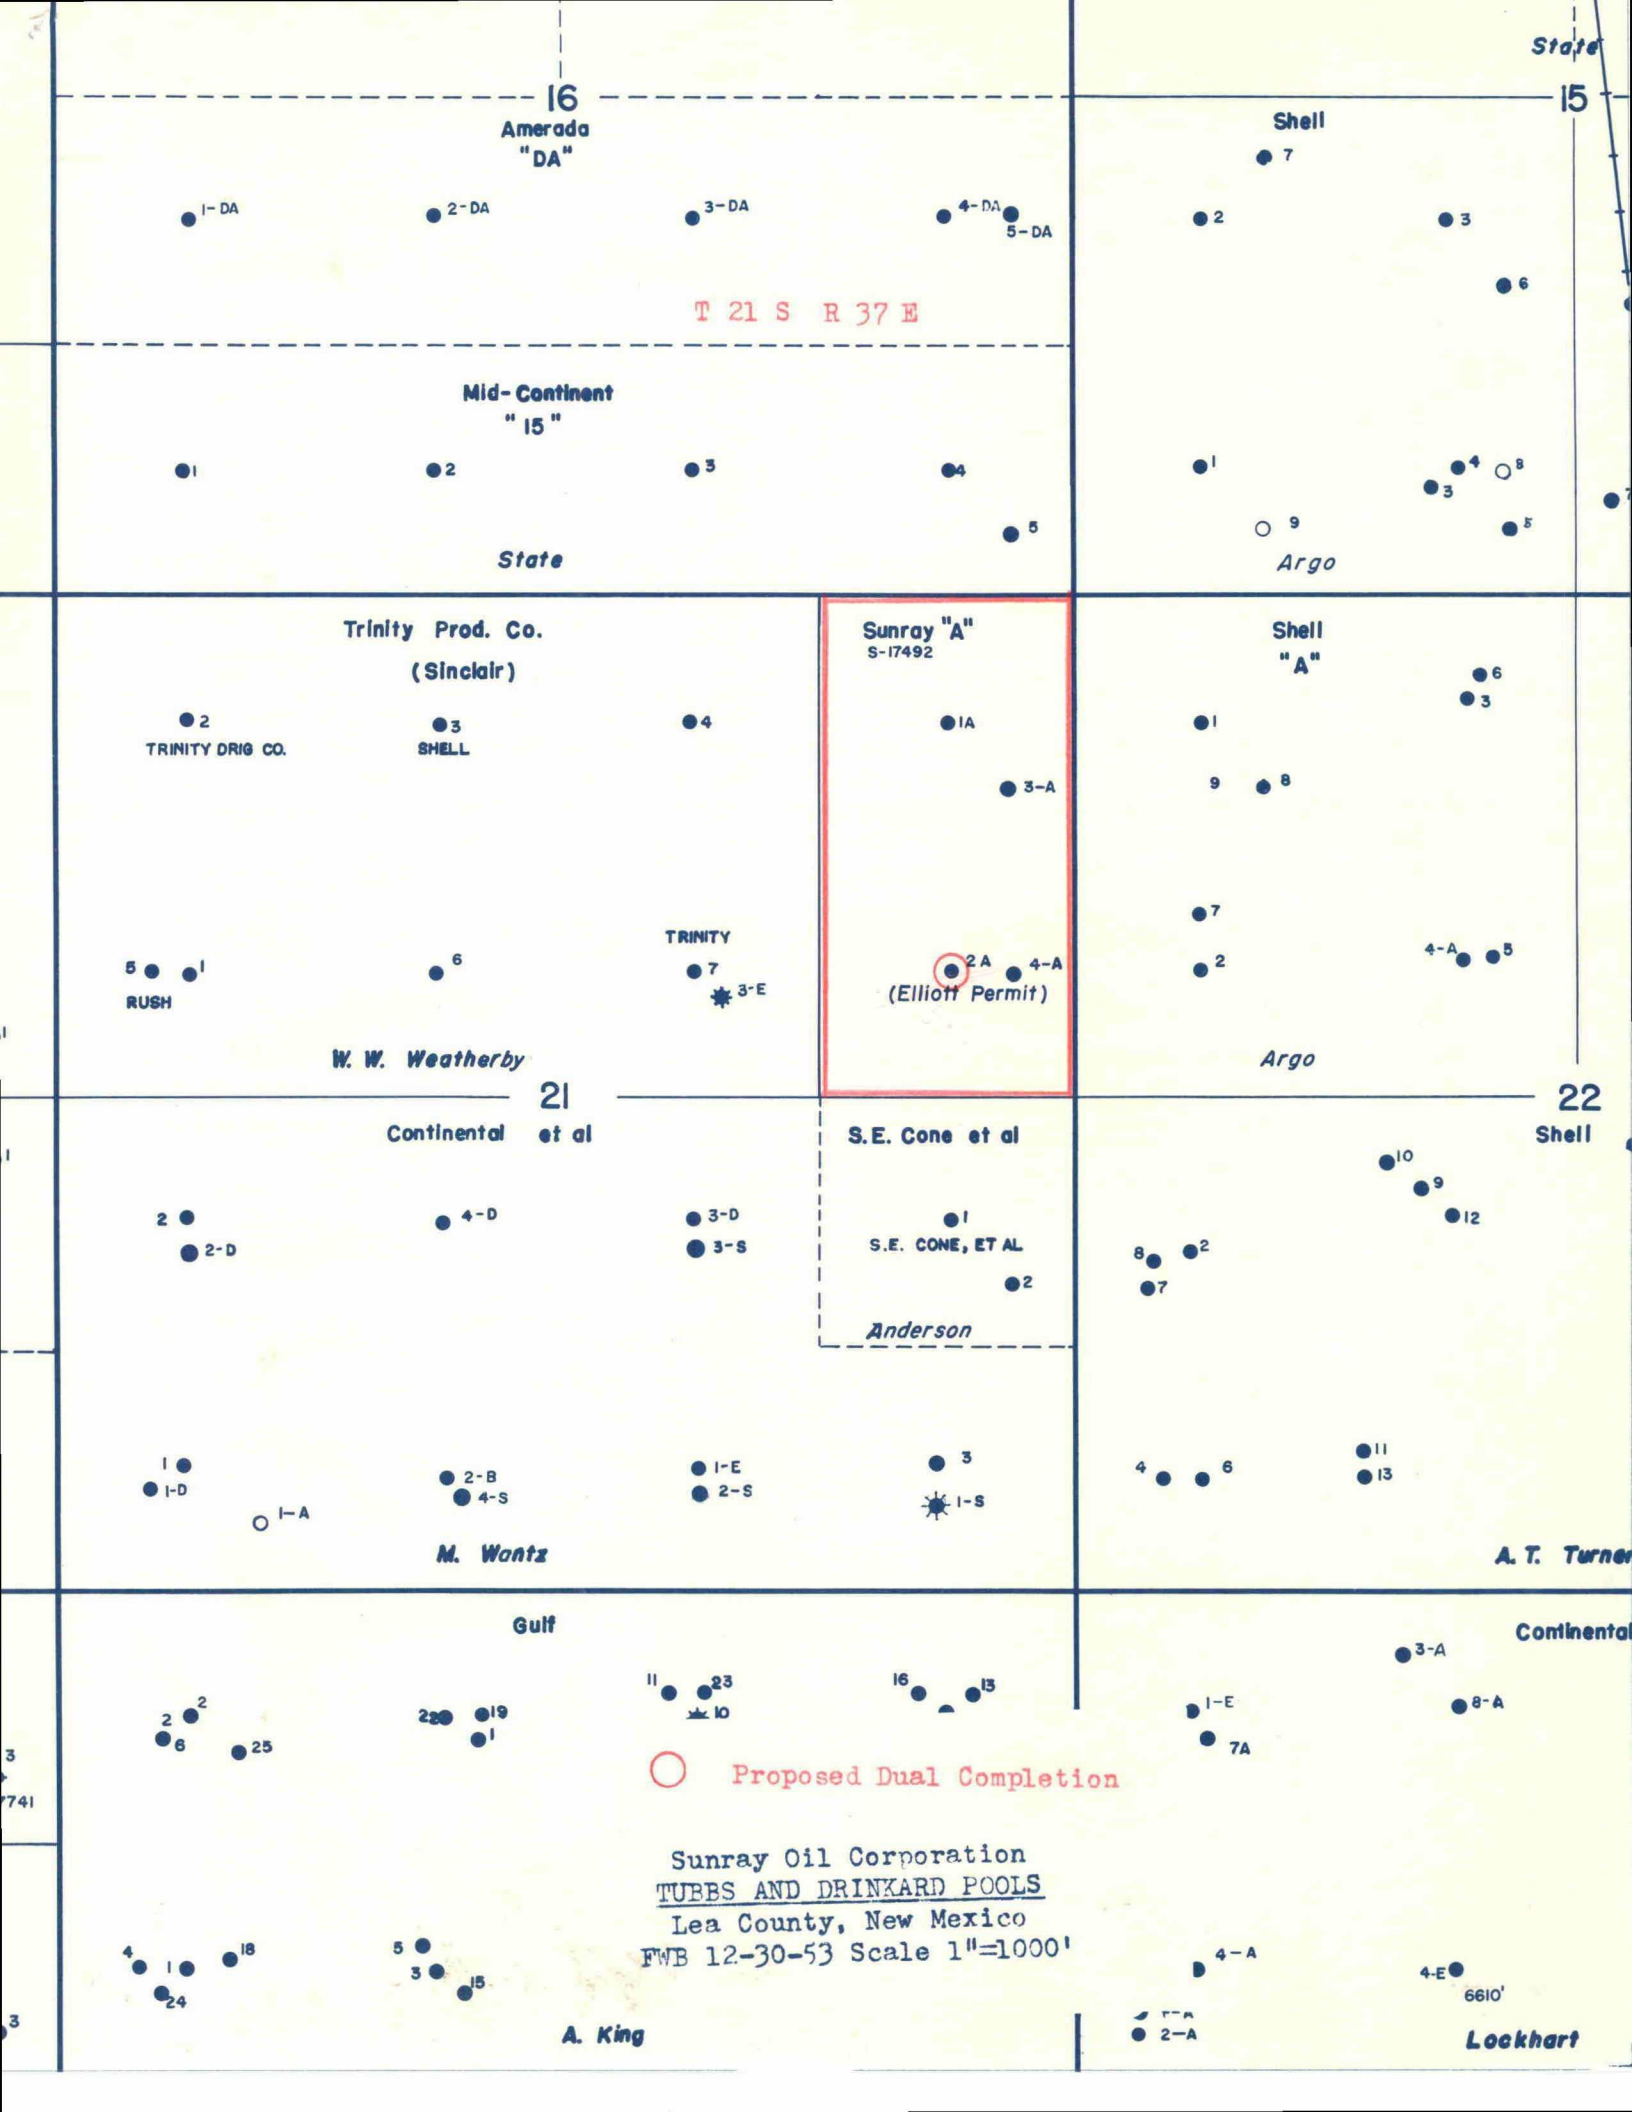 State
16
15
Amerada
"DA"
Shell
7
1-DA
2-DA
3-DA
4-DA
5-DA
2
3
6
T 21 S R 37 E
Mid-Continent
"15"
1
2
3
4
5
1
4
8
3
9
5
7
State
Argo
Trinity Prod. Co.
(Sinclair)
Sunray "A"
S-17492
Shell
"A"
6
3
2
TRINITY DRIG CO.
3
SHELL
4
1A
1
3-A
9
8
7
TRINITY
5
1
RUSH
6
7
3-E
2A
4-A
(Elliott Permit)
2
4-A
5
1
W. W. Weatherby
Argo
21
22
Continental et al
S.E. Cone et al
Shell
1
10
9
12
2
2-D
4-D
3-D
3-S
1
S.E. CONE, ET AL
2
8
2
7
Anderson
1
1-D
1-A
2-B
4-S
1-E
2-S
3
1-S
4
6
11
13
M. Wantz
A. T. Turner
Gulf
Continental
3-A
8-A
2
2
6
25
22
19
1
11
23
10
16
13
1-E
7A
3
7741
Proposed Dual Completion
Sunray Oil Corporation
TUBBS AND DRINKARD POOLS
Lea County, New Mexico
FWB 12-30-53 Scale 1"=1000'
4
1
18
24
5
3
15
4-A
4-E
6610'
2-A
3
A. King
Lockhart